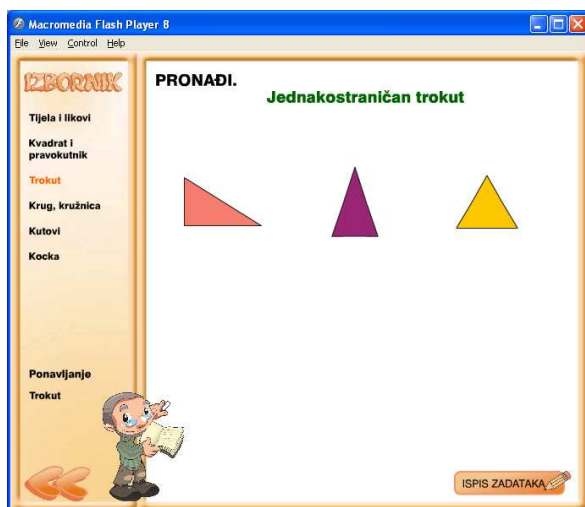 Macromedia Flash Player 8
File View Control Help
IZBORNIK
Tijela i likovi
Kvadrat i
pravokutnik
Trokut
Krug, kružnica
Kutovi
Kocka
Ponavljanje
Trokut
PRONAĐI.
Jednakostraničan trokut
ISPIS ZADATAKA